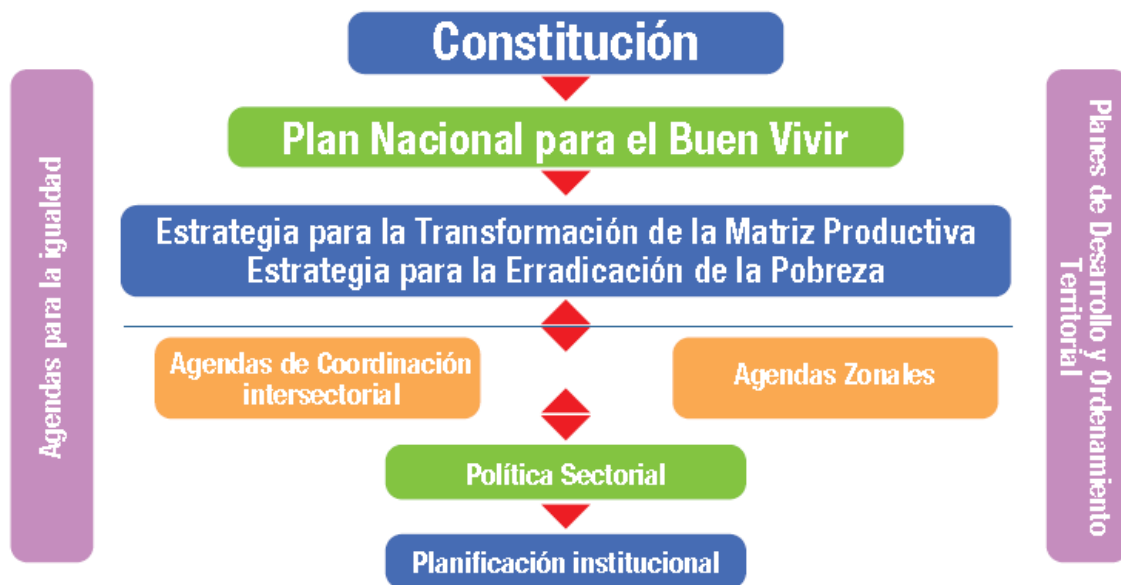 Constitución
Plan Nacional para el Buen Vivir
Estrategia para la Transformación de la Matriz Productiva
Estrategia para la Erradicación de la Pobreza
Agendas para la igualdad
Agendas de Coordinación
intersectorial
Agendas Zonales
Planes de Desarrollo y Ordenamiento
Territorial
Política Sectorial
Planificación institucional